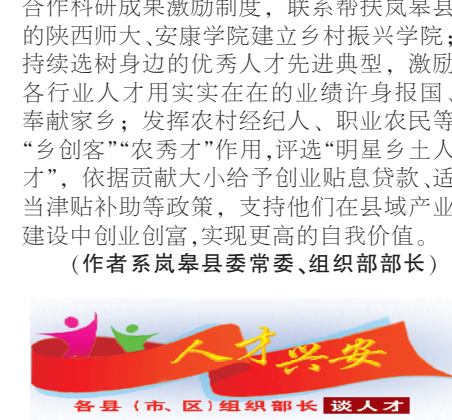 合作科研成果激励制度，联系帮扶岚皋县
的陕西师大、安康学院建立乡村振兴学院；
持续选树身边的优秀人才先进典型，激励
各行业人才用实实在在的业绩许身报国、
奉献家乡；发挥农村经纪人、职业农民等
“乡创客”“农秀才”作用，评选“明星乡土人
才”，依据贡献大小给予创业贴息贷款、适
当津贴补助等政策，支持他们在县域产业
建设中创业创富，实现更高的自我价值。
(作者系岚皋县委常委、组织部部长)
人才兴安
各县（市、区）组织部长 谈人才